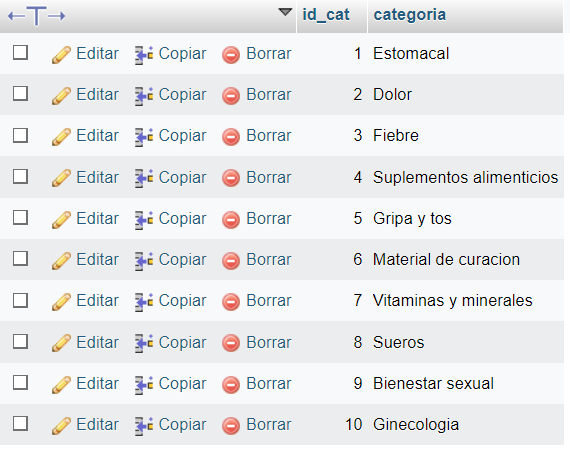 id_cat categoria
Editar Copiar Borrar 1 Estomacal
Editar Copiar Borrar 2 Dolor
Editar Copiar Borrar 3 Fiebre
Editar Copiar Borrar 4 Suplementos alimenticios
Editar Copiar Borrar 5 Gripa y tos
Editar Copiar Borrar 6 Material de curacion
Editar Copiar Borrar 7 Vitaminas y minerales
Editar Copiar Borrar 8 Sueros
Editar Copiar Borrar 9 Bienestar sexual
Editar Copiar Borrar 10 Ginecologia